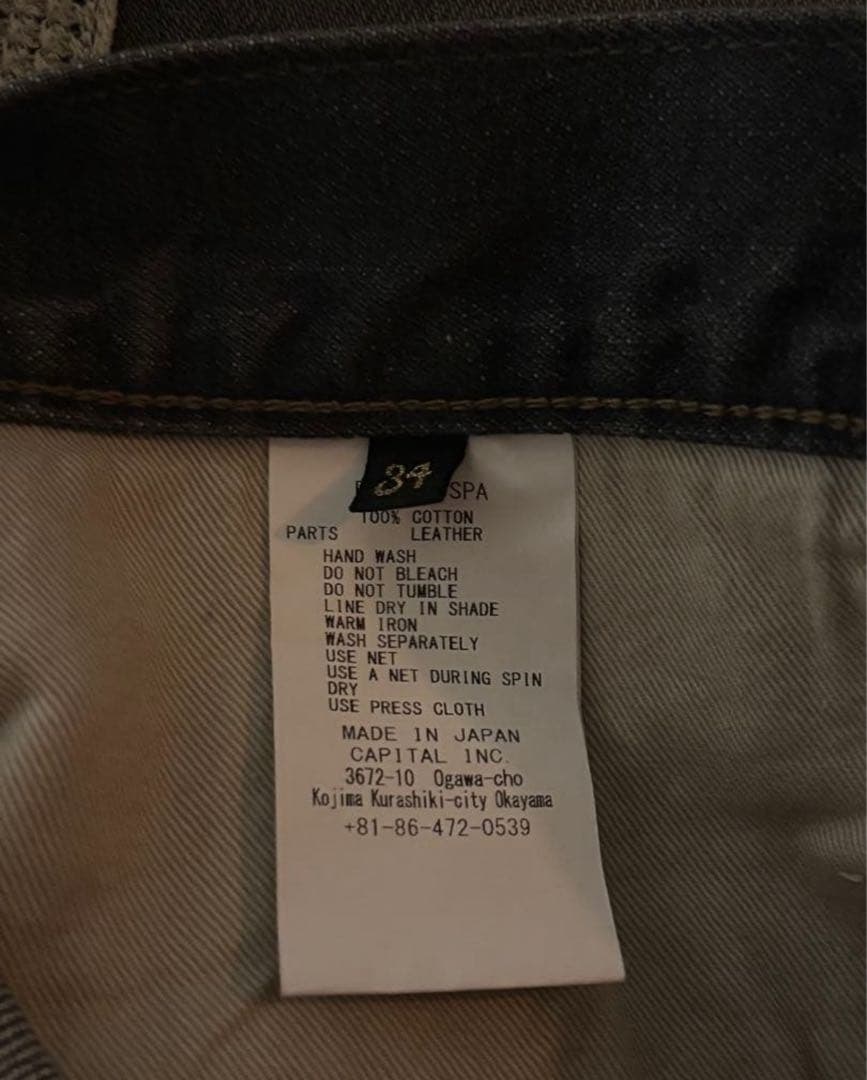 34
SPA
100% COTTON
PARTS LEATHER
HAND WASH
DO NOT BLEACH
DO NOT TUMBLE
LINE DRY IN SHADE
WARM IRON
WASH SEPARATELY
USE NET
USE A NET DURING SPIN
DRY
USE PRESS CLOTH
MADE IN JAPAN
CAPITAL INC.
3672-10 Ogawa-cho
Kojima Kurashiki-city Okayama
+81-86-472-0539